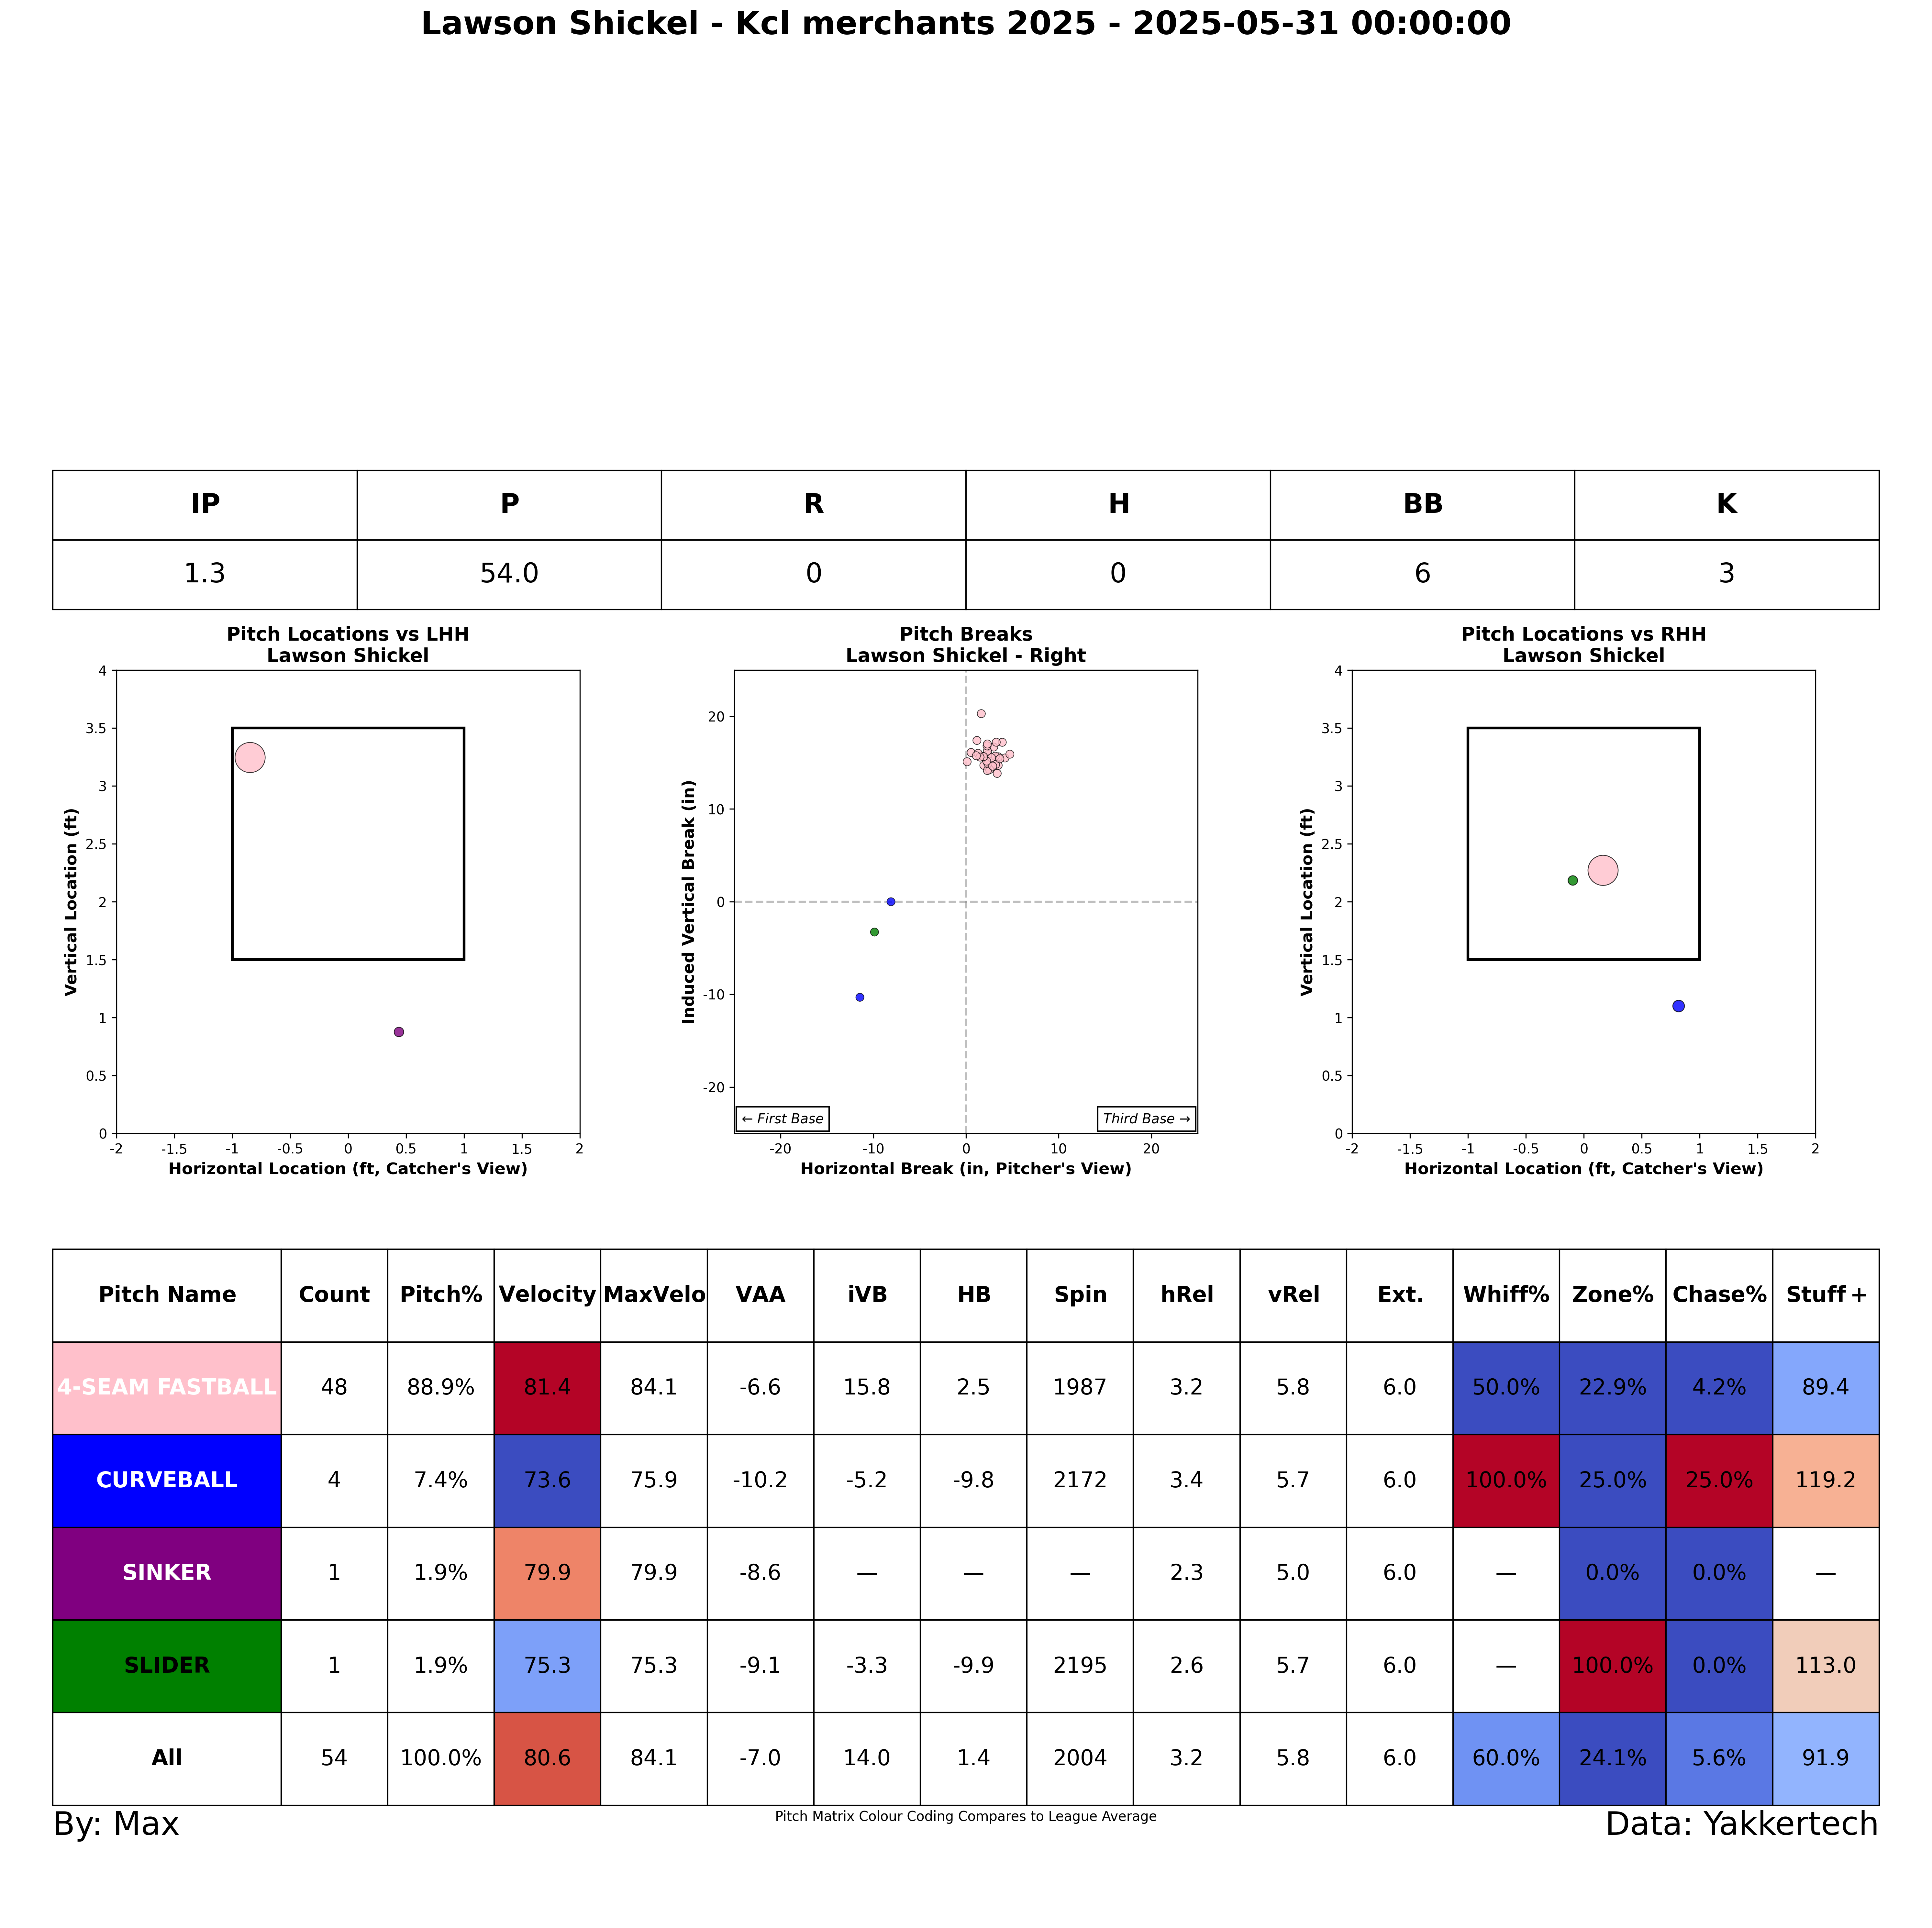 Lawson Shickel - Kcl merchants 2025 - 2025-05-31 00:00:00
IP P R H BB K
1.3 54.0 0 0 6 3
Pitch Locations vs LHH
Lawson Shickel
4
3.5
3
2.5
2
1.5
1
0.5
0
-2 -1.5 -1 -0.5 0 0.5 1 1.5 2
Vertical Location (ft)
Horizontal Location (ft, Catcher's View)
Pitch Breaks
Lawson Shickel - Right
20
10
0
-10
-20
← First Base
Third Base →
-20 -10 0 10 20
Induced Vertical Break (in)
Horizontal Break (in, Pitcher's View)
Pitch Locations vs RHH
Lawson Shickel
4
3.5
3
2.5
2
1.5
1
0.5
0
-2 -1.5 -1 -0.5 0 0.5 1 1.5 2
Vertical Location (ft)
Horizontal Location (ft, Catcher's View)
Pitch Name Count Pitch% Velocity MaxVelo VAA iVB HB Spin hRel vRel Ext. Whiff% Zone% Chase% Stuff+
4-SEAM FASTBALL 48 88.9% 81.4 84.1 -6.6 15.8 2.5 1987 3.2 5.8 6.0 50.0% 22.9% 4.2% 89.4
CURVEBALL 4 7.4% 73.6 75.9 -10.2 -5.2 -9.8 2172 3.4 5.7 6.0 100.0% 25.0% 25.0% 119.2
SINKER 1 1.9% 79.9 79.9 -8.6 — — — 2.3 5.0 6.0 — 0.0% 0.0% —
SLIDER 1 1.9% 75.3 75.3 -9.1 -3.3 -9.9 2195 2.6 5.7 6.0 — 100.0% 0.0% 113.0
All 54 100.0% 80.6 84.1 -7.0 14.0 1.4 2004 3.2 5.8 6.0 60.0% 24.1% 5.6% 91.9
By: Max
Pitch Matrix Colour Coding Compares to League Average
Data: Yakkertech